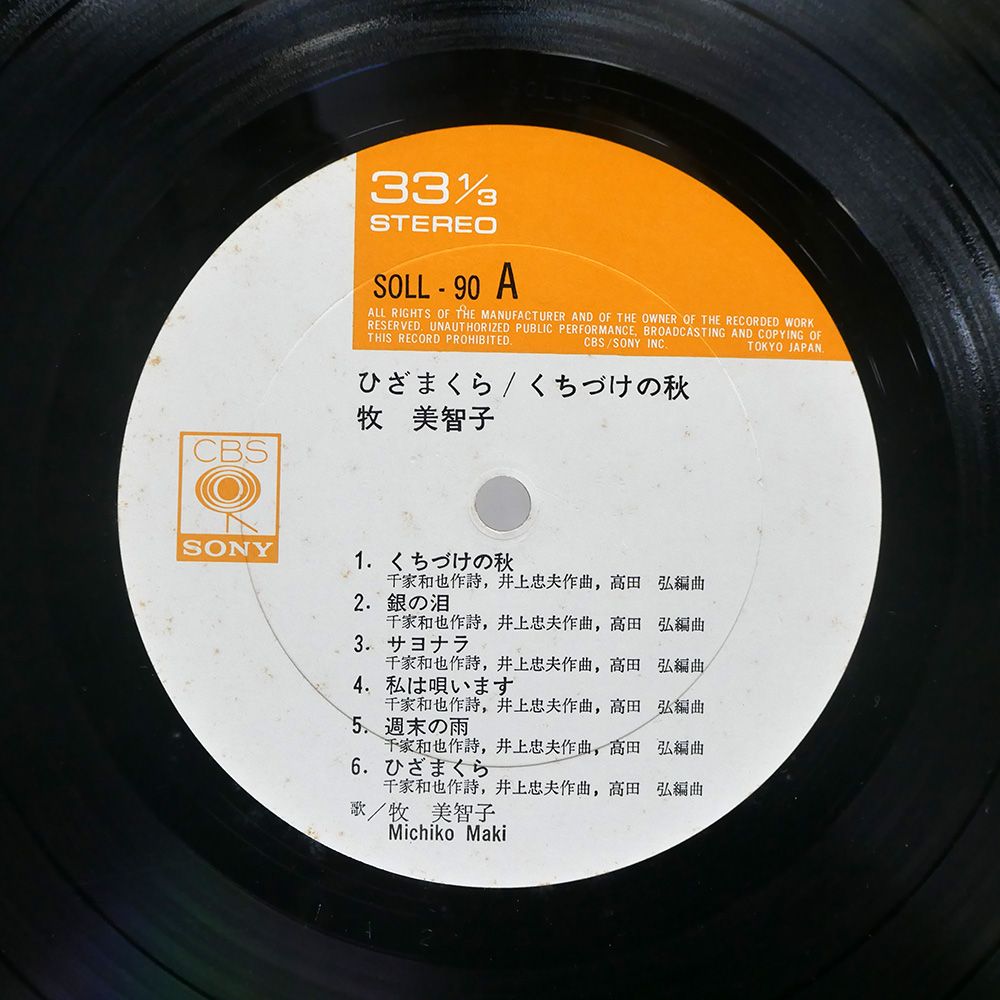 33 1/3
STEREO
SOLL - 90 A
ALL RIGHTS OF THE MANUFACTURER AND OF THE OWNER OF THE RECORDED WORK
RESERVED. UNAUTHORIZED PUBLIC PERFORMANCE, BROADCASTING AND COPYING OF
THIS RECORD PROHIBITED. CBS/SONY INC. TOKYO JAPAN.
ひざまくら/くちづけの秋
牧 美智子
CBS
SONY
1. くちづけの秋
千家和也作詩, 井上忠夫作曲, 高田 弘編曲
2. 銀の泪
千家和也作詩, 井上忠夫作曲, 高田 弘編曲
3. サヨナラ
千家和也作詩, 井上忠夫作曲, 高田 弘編曲
4. 私は唄います
千家和也作詩, 井上忠夫作曲, 高田 弘編曲
5. 週末の雨
千家和也作詩, 井上忠夫作曲, 高田 弘編曲
6. ひざまくら
千家和也作詩, 井上忠夫作曲, 高田 弘編曲
歌/牧 美智子
Michiko Maki